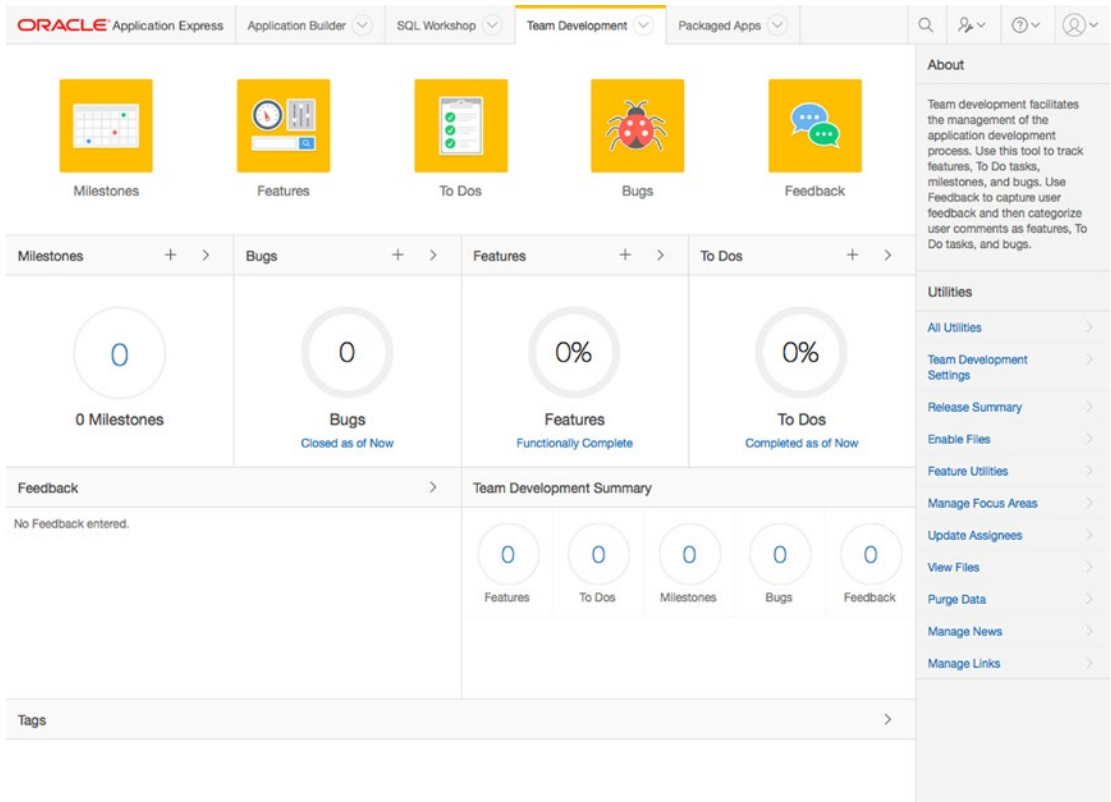 ORACLE Application Express
Application Builder
SQL Workshop
Team Development
Packaged Apps
Milestones
Features
To Dos
Bugs
Feedback
Milestones
Bugs
Features
To Dos
0
0
0%
0%
0 Milestones
Bugs
Features
To Dos
Closed as of Now
Functionally Complete
Completed as of Now
Feedback
Team Development Summary
No Feedback entered.
0
0
0
0
0
Features
To Dos
Milestones
Bugs
Feedback
Tags
About
Team development facilitates
the management of the
application development
process. Use this tool to track
features, To Do tasks,
milestones, and bugs. Use
Feedback to capture user
feedback and then categorize
user comments as features, To
Do tasks, and bugs.
Utilities
All Utilities
Team Development
Settings
Release Summary
Enable Files
Feature Utilities
Manage Focus Areas
Update Assignees
View Files
Purge Data
Manage News
Manage Links